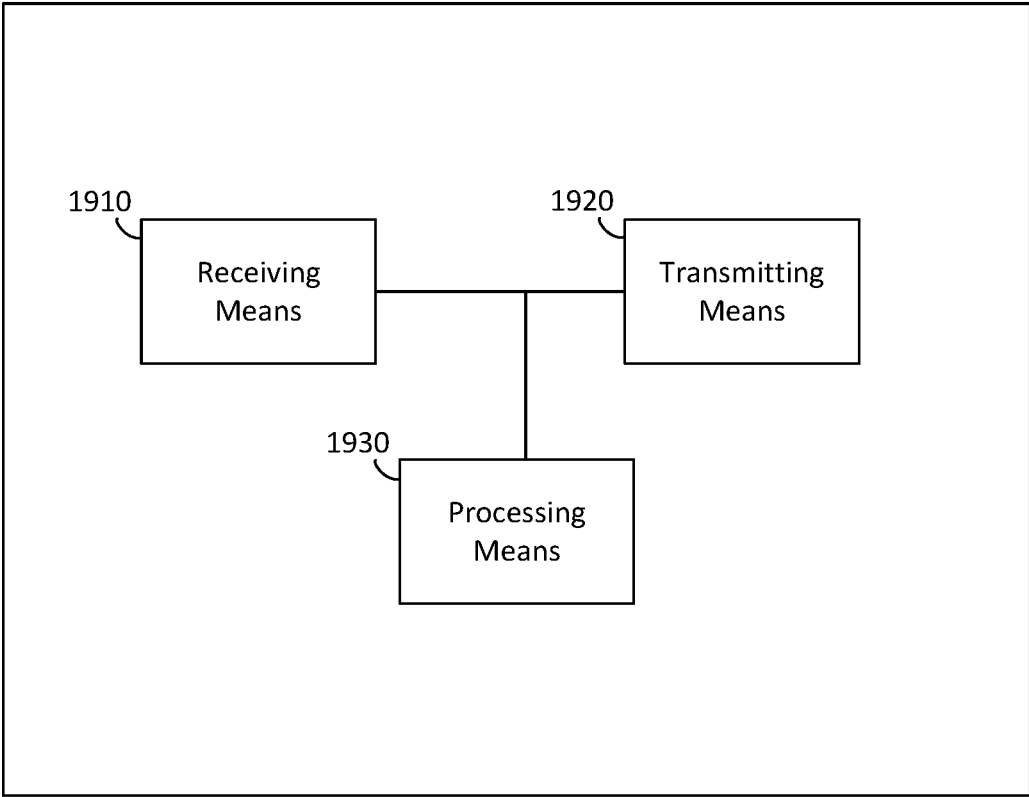 1910
Receiving
Means
1920
Transmitting
Means
1930
Processing
Means